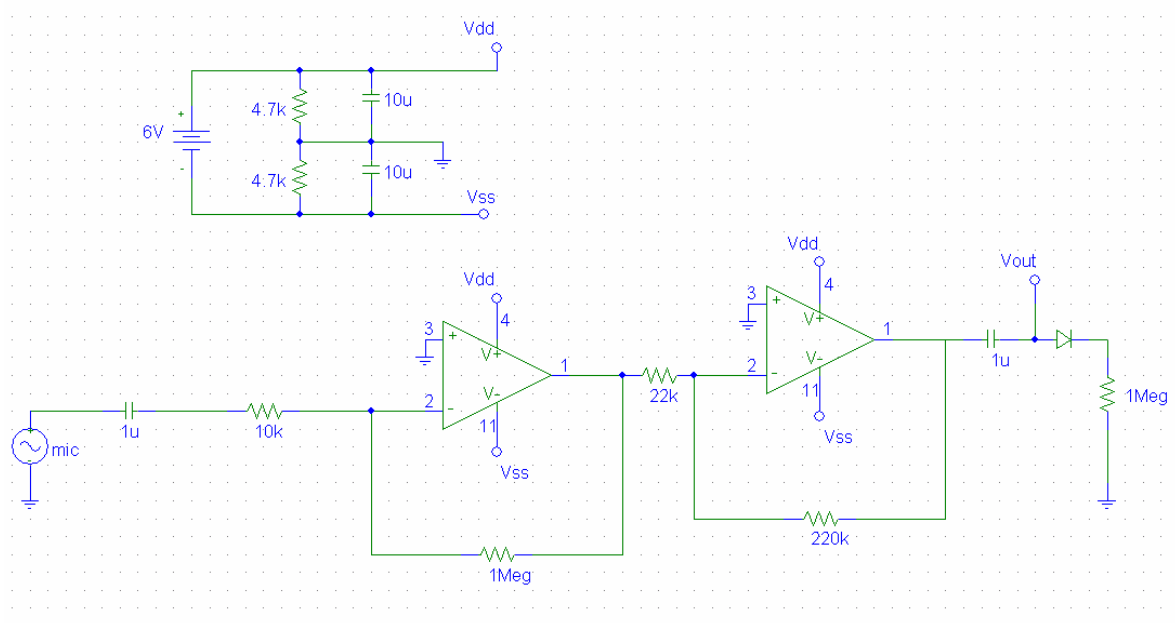 Vdd
4.7k
10u
+
6V
-
4.7k
10u
Vss
Vdd
Vout
Vdd
3
+
4
V+
1
1u
V-
2
-
11
Vss
1Meg
Vdd
3
+
4
V+
1
22k
V-
2
-
11
Vss
1u
10k
+
mic
-
220k
1Meg